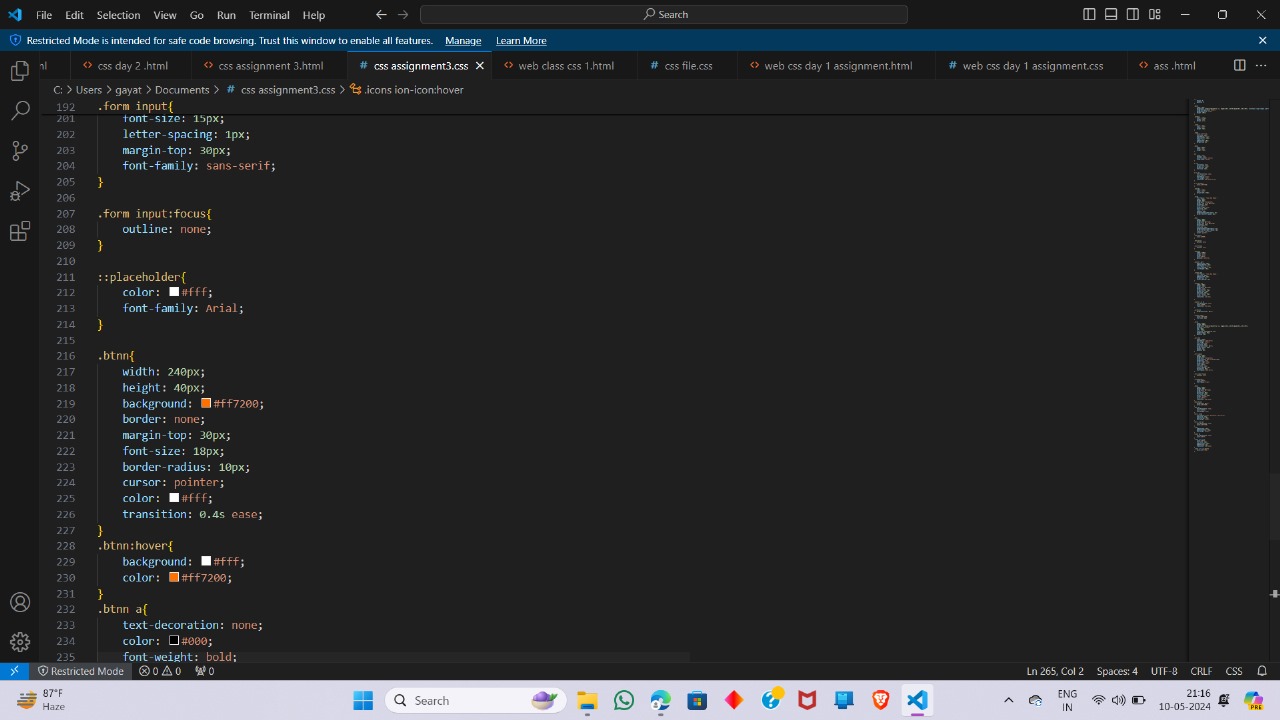 File Edit Selection View Go Run Terminal Help Search
Restricted Mode is intended for safe code browsing. Trust this window to enable all features. Manage Learn More
nl css day 2 .html css assignment 3.html css assignment3.css web class css 1.html css file.css web css day 1 assignment.html web css day 1 assignment.css ass .html
C: > Users > gayat > Documents > # css assignment3.css > .icons ion-icon:hover
192 .form input{
201 font-size: 15px;
202 letter-spacing: 1px;
203 margin-top: 30px;
204 font-family: sans-serif;
205 }
206
207 .form input:focus{
208 outline: none;
209 }
210
211 ::placeholder{
212 color: #fff;
213 font-family: Arial;
214 }
215
216 .btnn{
217 width: 240px;
218 height: 40px;
219 background: #ff7200;
220 border: none;
221 margin-top: 30px;
222 font-size: 18px;
223 border-radius: 10px;
224 cursor: pointer;
225 color: #fff;
226 transition: 0.4s ease;
227 }
228 .btnn:hover{
229 background: #fff;
230 color: #ff7200;
231 }
232 .btnn a{
233 text-decoration: none;
234 color: #000;
235 font-weight: bold;
Restricted Mode 0 0 0 Ln 265, Col 2 Spaces: 4 UTF-8 CRLF CSS
87°F
Haze
Search
ENG
IN
21:16
10-05-2024
PRE